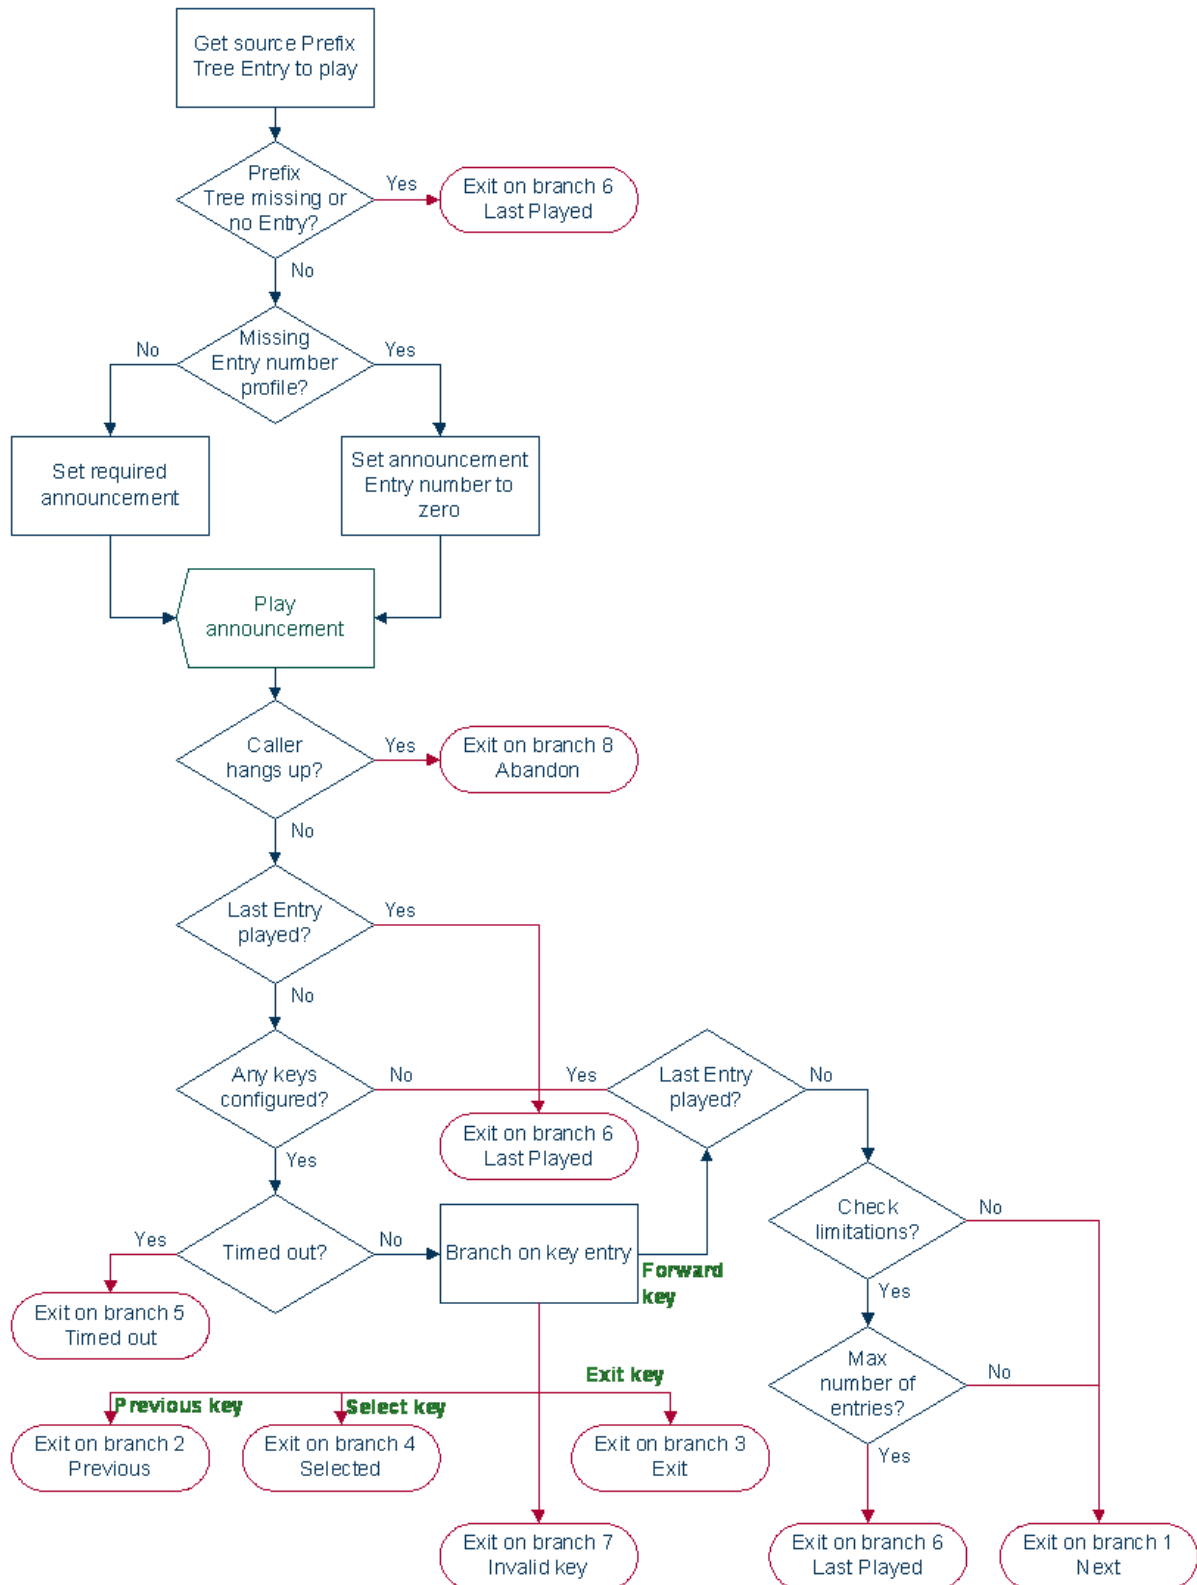 Get source Prefix
Tree Entry to play
Prefix
Tree missing or
no Entry?
Yes
Exit on branch 6
Last Played
No
Missing
Entry number
profile?
No
Yes
Set required
announcement
Set announcement
Entry number to
zero
Play
announcement
Caller
hangs up?
Yes
Exit on branch 8
Abandon
No
Last Entry
played?
Yes
No
Any keys
configured?
No
Yes
Last Entry
played?
No
Exit on branch 6
Last Played
Yes
Check
limitations?
No
Timed out?
Yes
No
Branch on key entry
Forward
key
Yes
Exit on branch 5
Timed out
Max
number of
entries?
No
Exit key
Previous key
Select key
Exit on branch 2
Previous
Exit on branch 4
Selected
Exit on branch 3
Exit
Yes
Exit on branch 7
Invalid key
Exit on branch 6
Last Played
Exit on branch 1
Next